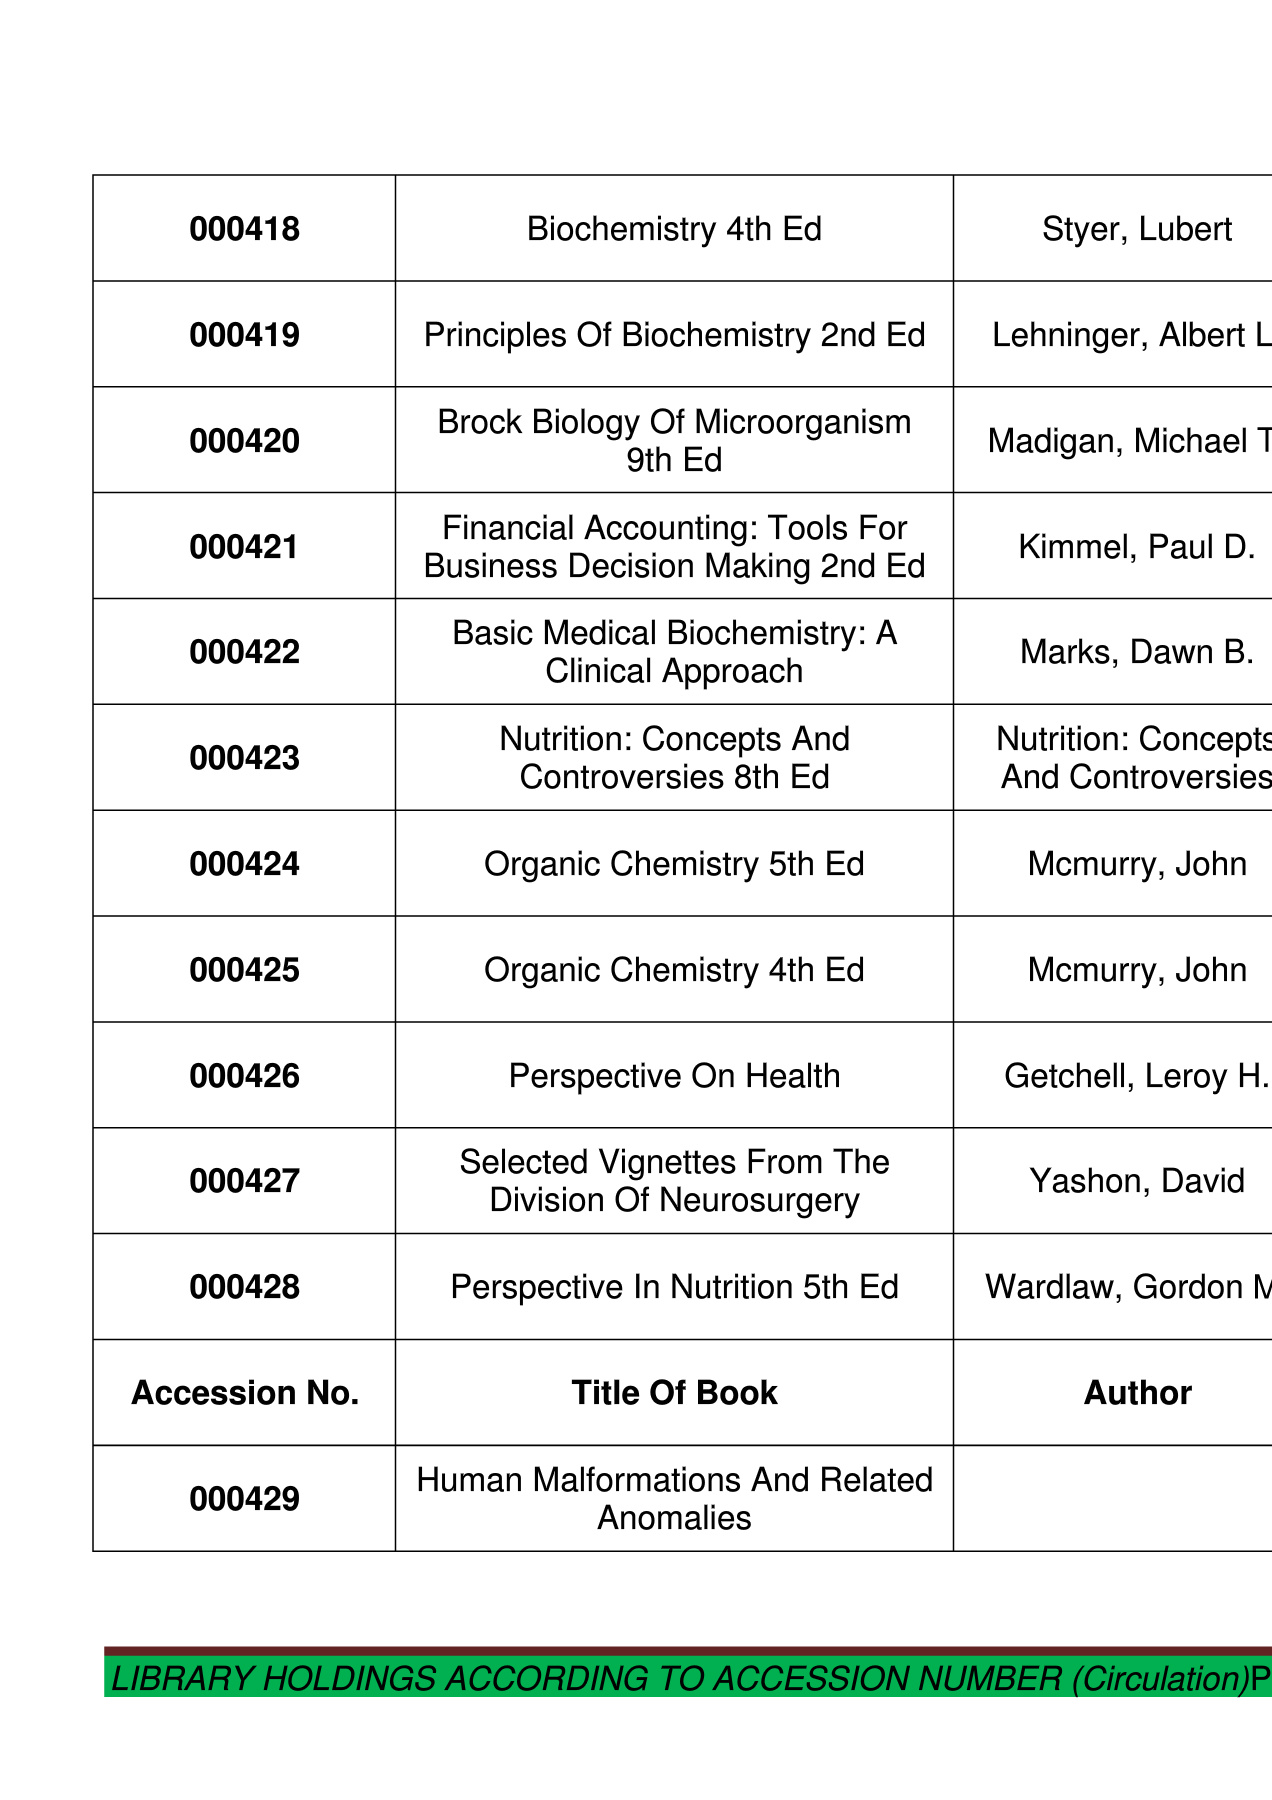 000418 Biochemistry 4th Ed Styer, Lubert
000419 Principles Of Biochemistry 2nd Ed Lehninger, Albert L
000420 Brock Biology Of Microorganism
9th Ed Madigan, Michael T
000421 Financial Accounting: Tools For
Business Decision Making 2nd Ed Kimmel, Paul D.
000422 Basic Medical Biochemistry: A
Clinical Approach Marks, Dawn B.
000423 Nutrition: Concepts And
Controversies 8th Ed Nutrition: Concepts
And Controversies
000424 Organic Chemistry 5th Ed Mcmurry, John
000425 Organic Chemistry 4th Ed Mcmurry, John
000426 Perspective On Health Getchell, Leroy H.
000427 Selected Vignettes From The
Division Of Neurosurgery Yashon, David
000428 Perspective In Nutrition 5th Ed Wardlaw, Gordon M
Accession No. Title Of Book Author
000429 Human Malformations And Related
Anomalies
LIBRARY HOLDINGS ACCORDING TO ACCESSION NUMBER (Circulation)P